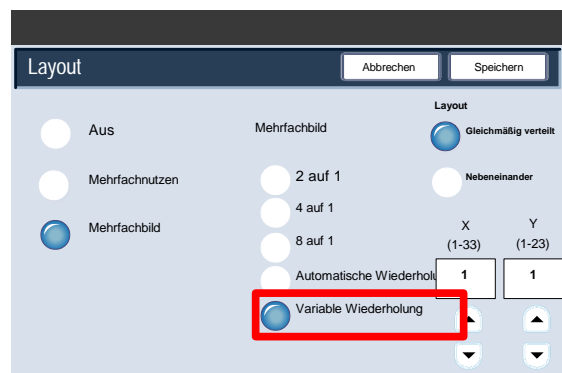 Layout
Abbrechen
Speichern
Aus
Mehrfachnutzen
Mehrfachbild
Mehrfachbild
2 auf 1
4 auf 1
8 auf 1
Automatische Wiederholu
Variable Wiederholung
Layout
Gleichmäßig verteilt
Nebeneinander
X Y
(1-33) (1-23)
1 1